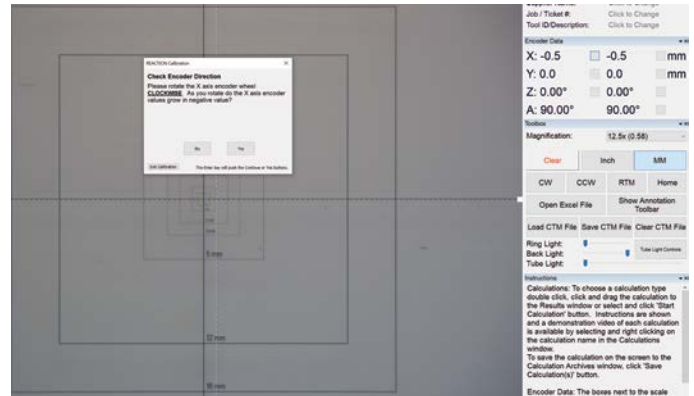 Job / Ticket #: Click to Change
Tool ID/Description: Click to Change
Encoder Data
X: -0.5 -0.5 mm
Y: 0.0 0.0 mm
Z: 0.00° 0.00°
A: 90.00° 90.00°
Toolbox
Magnification: 12.5x (0.58)
Clear Inch MM
CW CCW RTM Home
Open Excel File Show Annotation Toolbar
Load CTM File Save CTM File Clear CTM File
Ring Light:
Back Light: Tube Light Controls
Tube Light:
Instructions
Calculations: To choose a calculation type
double click, click and drag the calculation to
the Results window or select and click 'Start
Calculation' button. Instructions are shown
and a demonstration video of each calculation
is available by selecting and right clicking on
the calculation name in the Calculations
window.
To save the calculation on the screen to the
Calculation Archives window, click 'Save
Calculation(s)' button.
Encoder Data: The boxes next to the scale
REACTION Calibration
Check Encoder Direction
Please rotate the X axis encoder wheel
CLOCKWISE. As you rotate do the X axis encoder
values grow in negative value?
No Yes
Exit Calibration The Enter key will push the Continue or Yes buttons.
5 mm
12 mm
16 mm